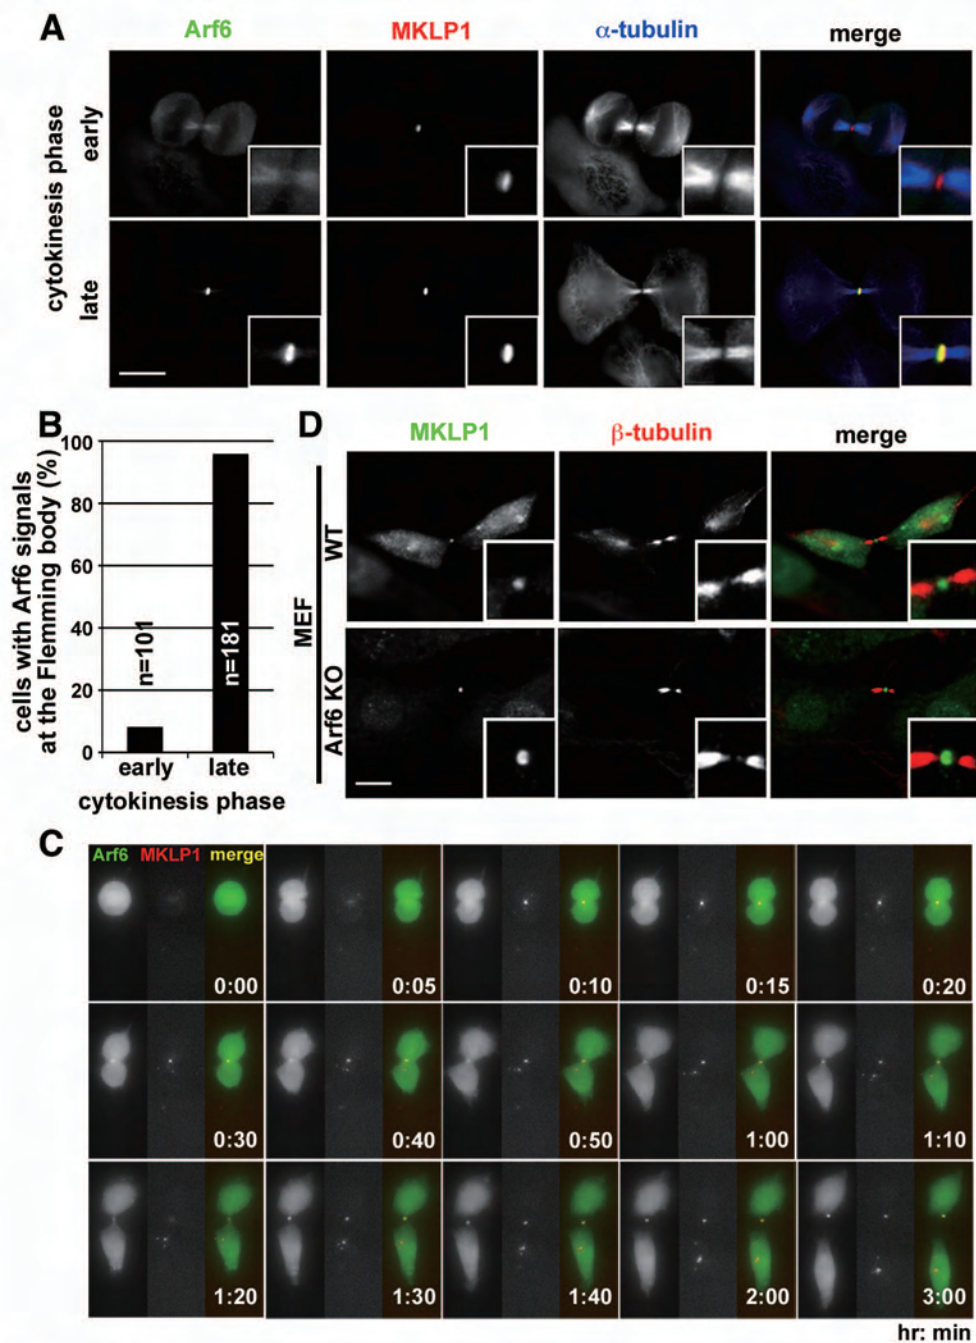 A
Arf6 MKLP1 α-tubulin merge
cytokinesis phase
early
late
B
cells with Arf6 signals
at the Flemming body (%)
100
80
60
40
20
0
n=101
n=181
early late
cytokinesis phase
D
MKLP1 β-tubulin merge
MEF
WT
Arf6 KO
C
Arf6 MKLP1 merge
0:00 0:05 0:10 0:15 0:20
0:30 0:40 0:50 1:00 1:10
1:20 1:30 1:40 2:00 3:00
hr: min